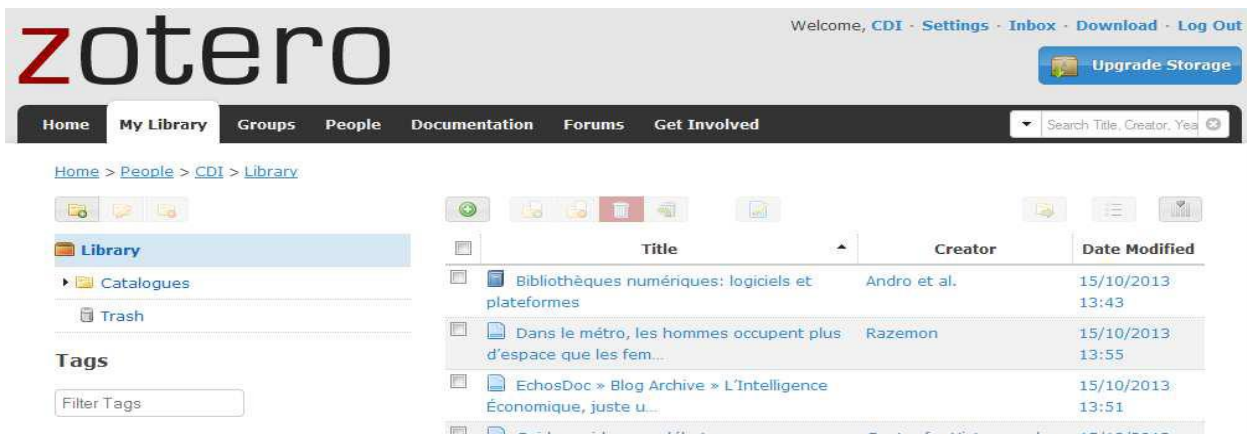 zotero
Welcome, CDI · Settings · Inbox · Download · Log Out
Upgrade Storage
Home My Library Groups People Documentation Forums Get Involved
Search Title, Creator, Yea
Home > People > CDI > Library
Library
Catalogues
Trash
Tags
Filter Tags
Title Creator Date Modified
Bibliothèques numériques: logiciels et Andro et al. 15/10/2013
plateformes 13:43
Dans le métro, les hommes occupent plus Razemon 15/10/2013
d'espace que les fem... 13:55
EchosDoc » Blog Archive » L'Intelligence 15/10/2013
Économique, juste u... 13:51